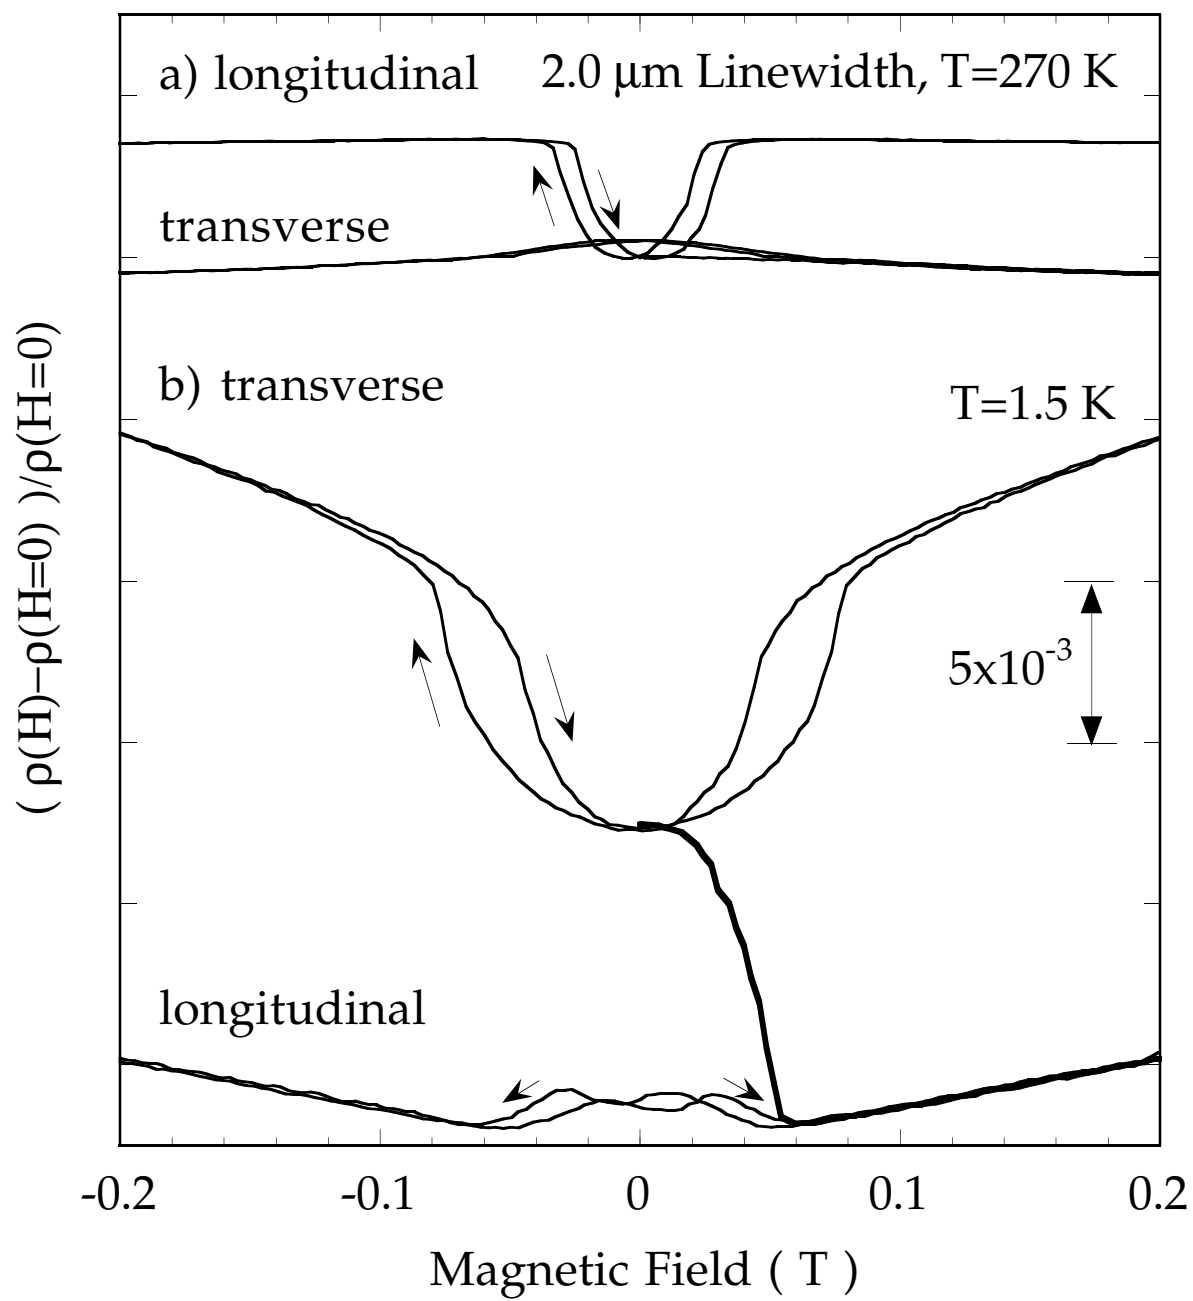 a) longitudinal
2.0 μm Linewidth, T=270 K
transverse
b) transverse
T=1.5 K
5x10-3
longitudinal
( ρ(H)–ρ(H=0) )/ρ(H=0)
-0.2 -0.1 0 0.1 0.2
Magnetic Field ( T )